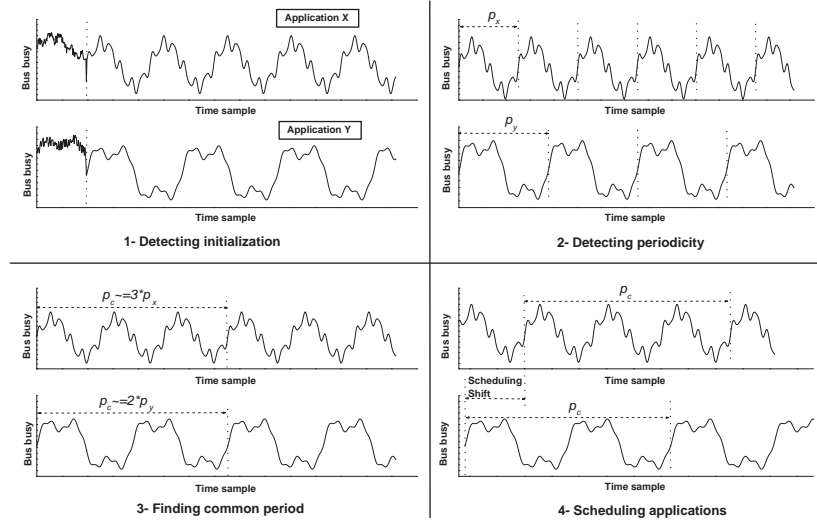 Application X
Bus busy
Time sample
Application Y
Bus busy
Time sample
1- Detecting initialization
p_x
Bus busy
Time sample
p_y
Bus busy
Time sample
2- Detecting periodicity
p_c~=3*p_x
Bus busy
Time sample
p_c~=2*p_y
Bus busy
Time sample
3- Finding common period
p_c
Bus busy
Time sample
Scheduling
Shift
p_c
Bus busy
Time sample
4- Scheduling applications